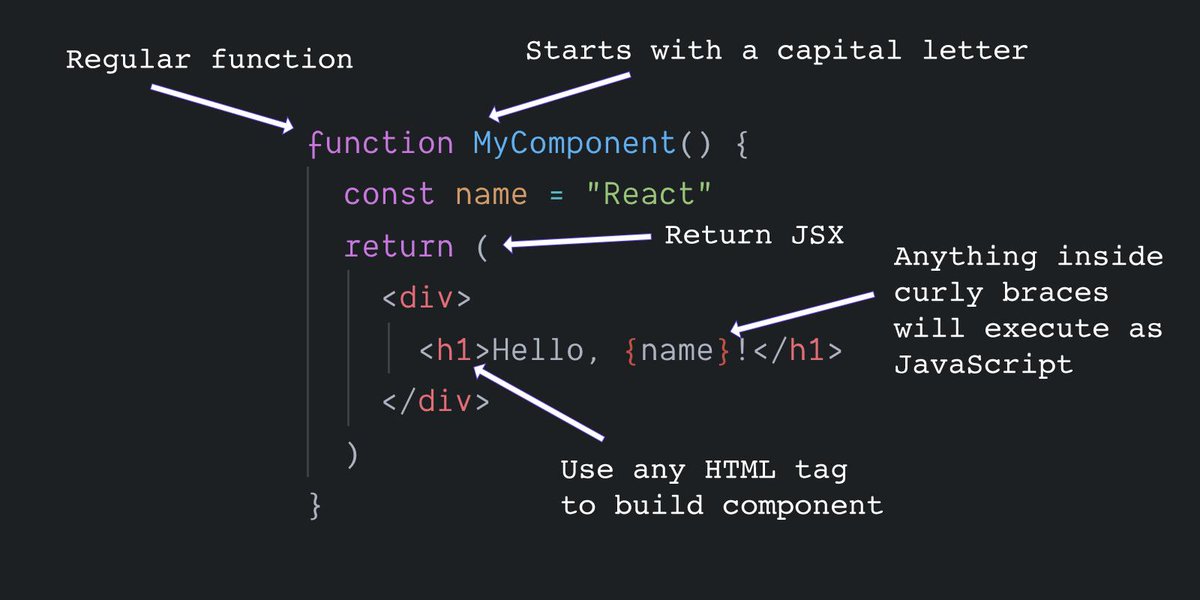 Regular function
Starts with a capital letter
function MyComponent() {
const name = "React"
return (
Return JSX
Anything inside
curly braces
will execute as
JavaScript
<div>
<h1>Hello, {name}!</h1>
</div>
)
}
Use any HTML tag
to build component